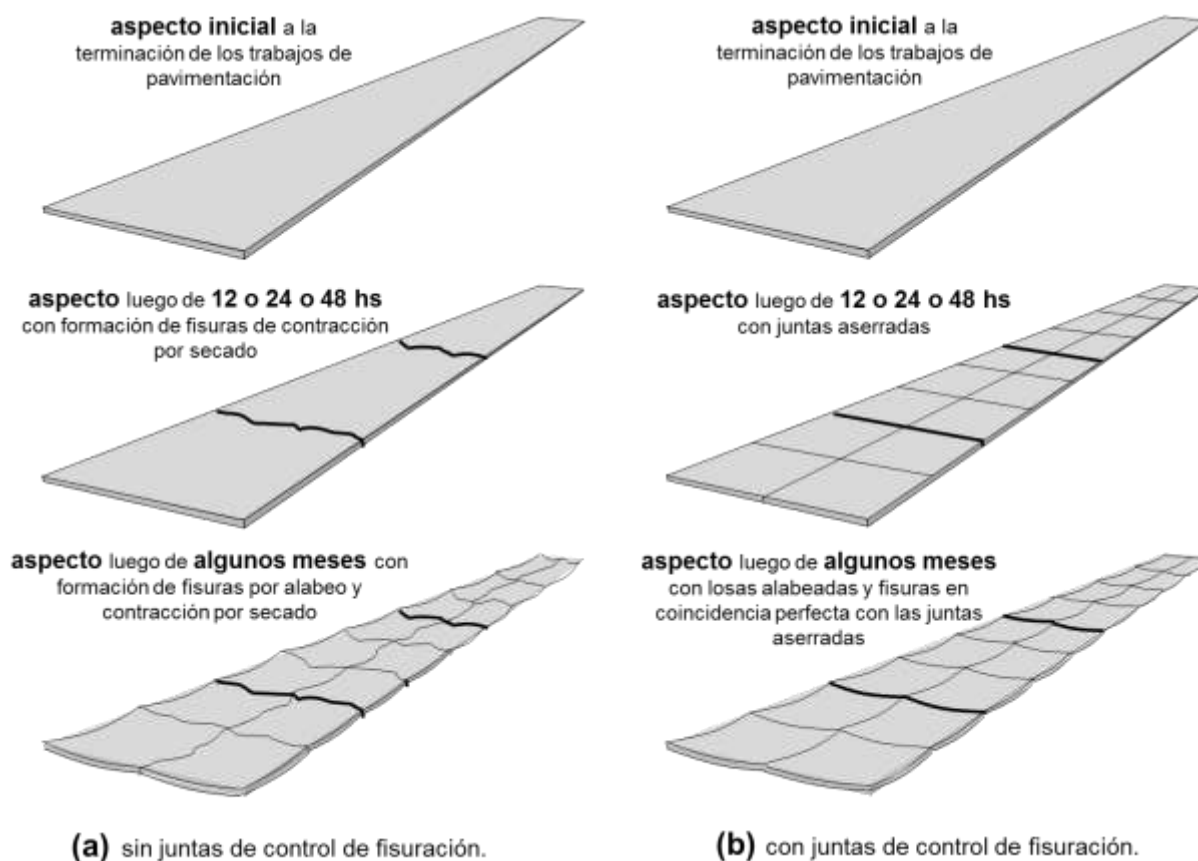 aspecto inicial a la
terminación de los trabajos de
pavimentación
aspecto luego de 12 o 24 o 48 hs
con formación de fisuras de contracción
por secado
aspecto luego de algunos meses con
formación de fisuras por alabeo y
contracción por secado
(a) sin juntas de control de fisuración.
aspecto inicial a la
terminación de los trabajos de
pavimentación
aspecto luego de 12 o 24 o 48 hs
con juntas aserradas
aspecto luego de algunos meses
con losas alabeadas y fisuras en
coincidencia perfecta con las juntas
aserradas
(b) con juntas de control de fisuración.